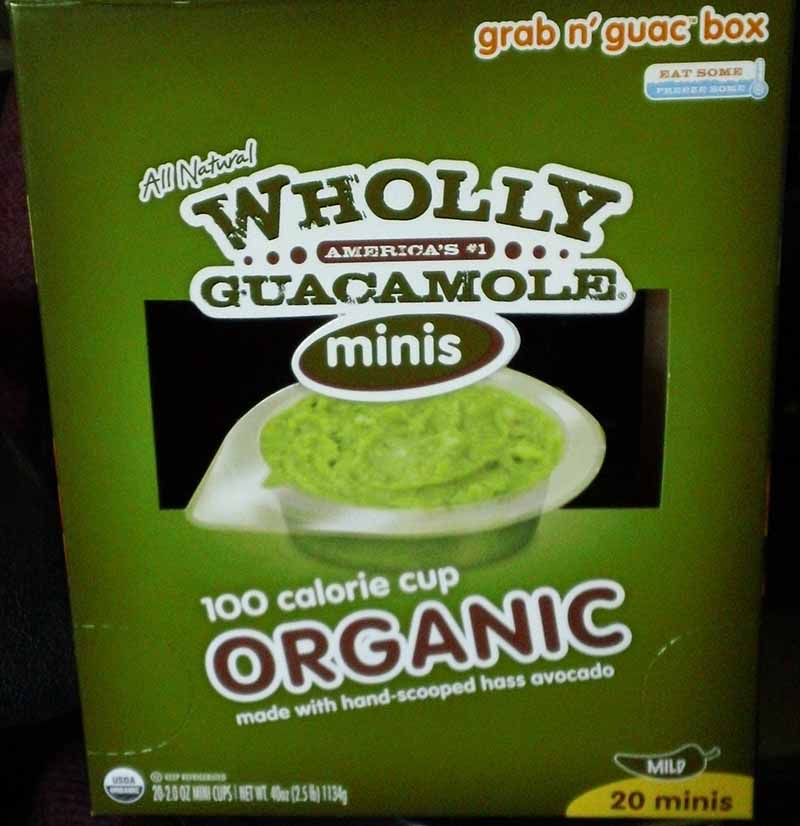 grab n' guac™ box
EAT SOME
FREEZE SOME
All Natural
WHOLLY
AMERICA'S #1
GUACAMOLE®
minis
100 calorie cup
ORGANIC
made with hand-scooped hass avocado
USDA
ORGANIC
KEEP REFRIGERATED
20-2.0 OZ MINI CUPS | NET WT. 40oz (2.5 lb) 1134g
MILD
20 minis